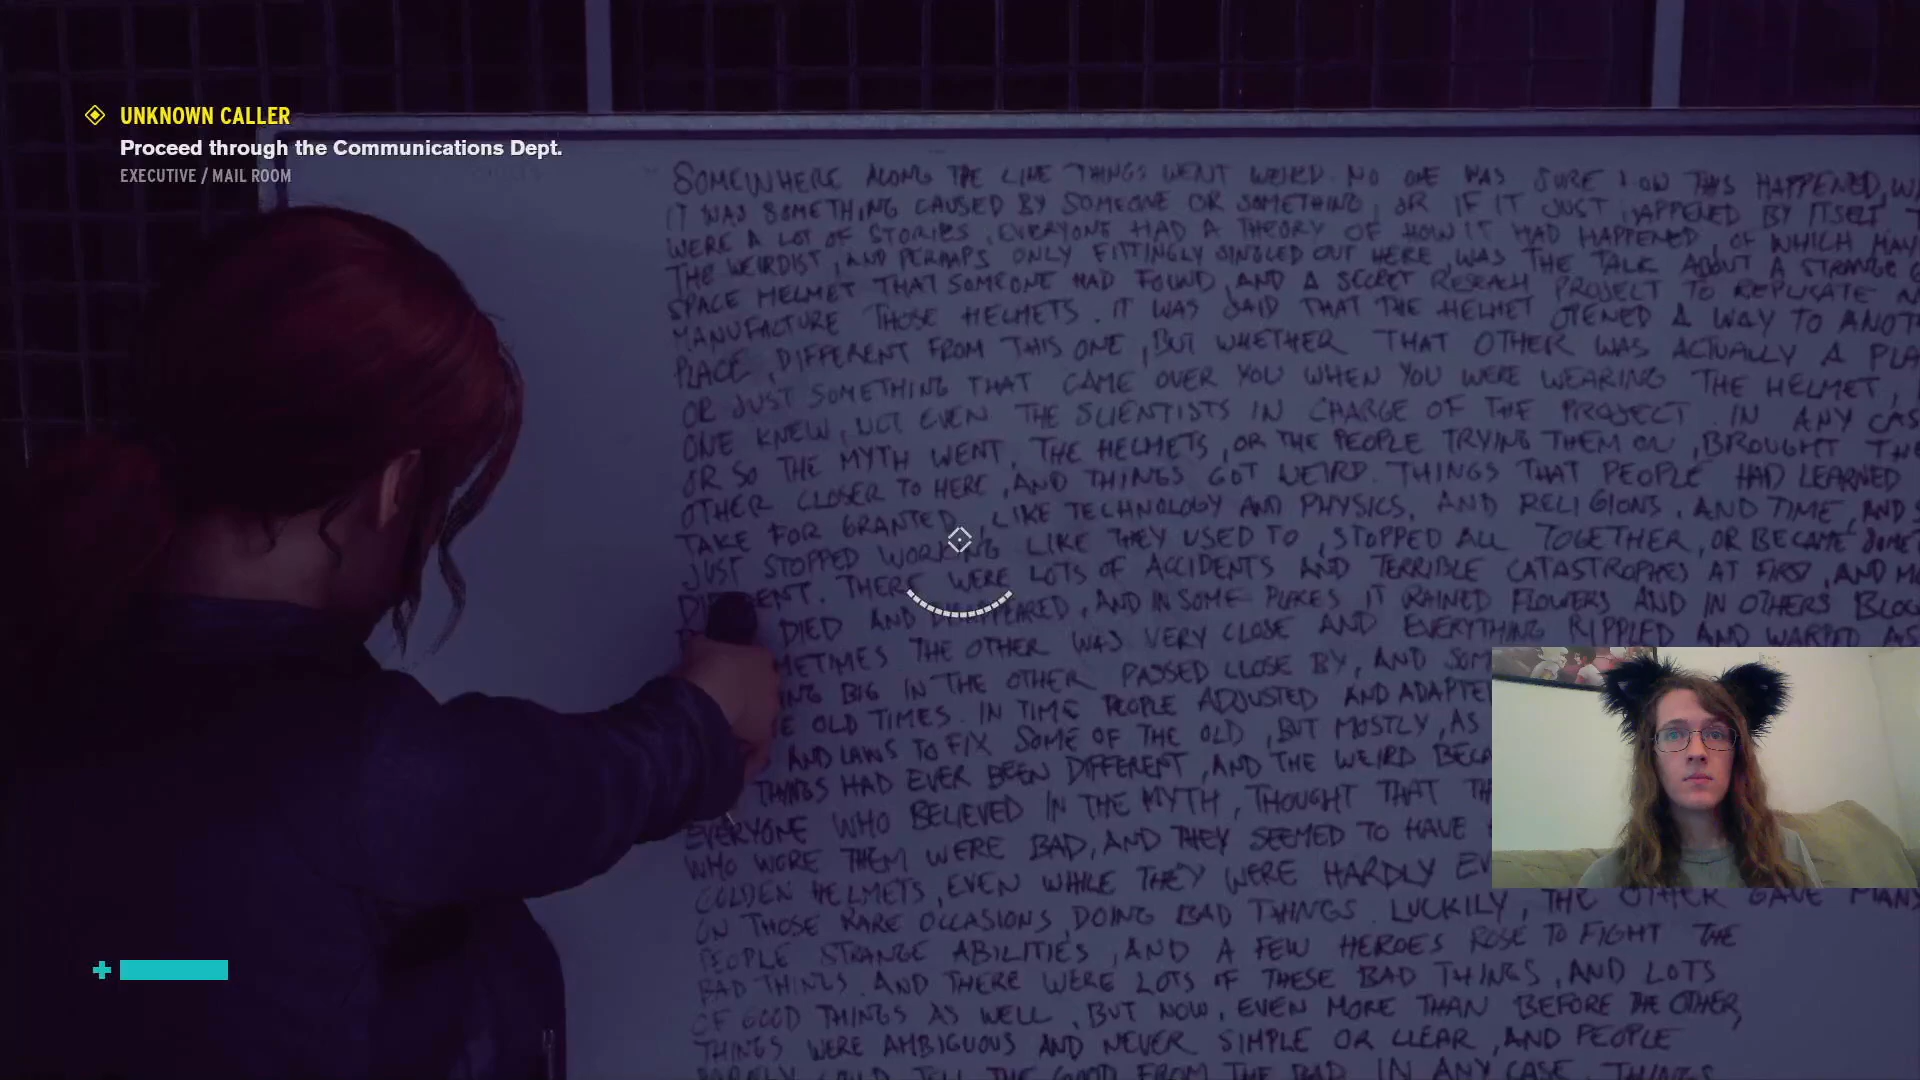 UNKNOWN CALLER
Proceed through the Communications Dept.
EXECUTIVE / MAIL ROOM
SOMEWHERE ALONG THE LINE THINGS WENT WEIRD. NO ONE WAS SURE HOW THIS HAPPENED,
IT WAS SOMETHING CAUSED BY SOMEONE OR SOMETHING, OR IF IT JUST HAPPENED BY ITSELF
WERE A LOT OF STORIES, EVERYONE HAD A THEORY OF HOW IT HAD HAPPENED, OF WHICH
THE WEIRDIST, AND PERHAPS ONLY FITTINGLY SINGLED OUT HERE, WAS THE TALK ABOUT A STRANGE
SPACE HELMET THAT SOMEONE HAD FOUND, AND A SECRET RESEACH PROJECT TO REPLICATE
MANUFACTURE THOSE HELMETS. IT WAS SAID THAT THE HELMET OPENED A WAY TO
PLACE, DIFFERENT FROM THIS ONE, BUT WHETHER THAT OTHER WAS ACTUALLY A
OR JUST SOMETHING THAT CAME OVER YOU WHEN YOU WERE WEARING THE HELMET,
ONE KNEW, NOT EVEN THE SCIENTISTS IN CHARGE OF THE PROJECT. IN ANY
OR SO THE MYTH WENT, THE HELMETS, OR THE PEOPLE TRYING THEM ON, BROUGHT
OTHER CLOSER TO HERE, AND THINGS GOT WEIRD. THINGS THAT PEOPLE HAD LEARNED
TAKE FOR GRANTED, LIKE TECHNOLOGY AND PHYSICS, AND RELIGIONS, AND TIME, AND
JUST STOPPED WORKING LIKE THEY USED TO, STOPPED ALL TOGETHER, OR BECAME
THERE WERE LOTS OF ACCIDENTS AND TERRIBLE CATASTROPHES AT FIRST, AND
DIED AND DISAPPEARED, AND IN SOME PLACES IT RAINED FLOWERS AND IN OTHERS
THE OTHER WAS VERY CLOSE AND EVERYTHING RIPPLED AND WARPED AS
BIG IN THE OTHER PASSED CLOSE BY, AND
OLD TIMES. IN TIME PEOPLE ADJUSTED AND
AND LAWS TO FIX SOME OF THE OLD, BUT MOSTLY, AS
THINGS HAD EVER BEEN DIFFERENT, AND THE WEIRD
EVERYONE WHO BELIEVED IN THE MYTH, THOUGHT THAT
WHO WORE THEM WERE BAD, AND THEY SEEMED TO HAVE
GOLDEN HELMETS, EVEN WHILE THEY WERE HARDLY
ON THOSE RARE OCCASIONS, DOING BAD THINGS. LUCKILY, THE OTHER GAVE
PEOPLE STRANGE ABILITIES, AND A FEW HEROES ROSE TO FIGHT THE
BAD THINGS. AND THERE WERE LOTS OF THESE BAD THINGS, AND LOTS
OF GOOD THINGS AS WELL, BUT NOW, EVEN MORE THAN BEFORE THE OTHER,
THINGS WERE AMBIGUOUS AND NEVER SIMPLE OR CLEAR, AND PEOPLE
RARELY COULD TELL THE GOOD FROM THE BAD. IN ANY CASE, THINGS